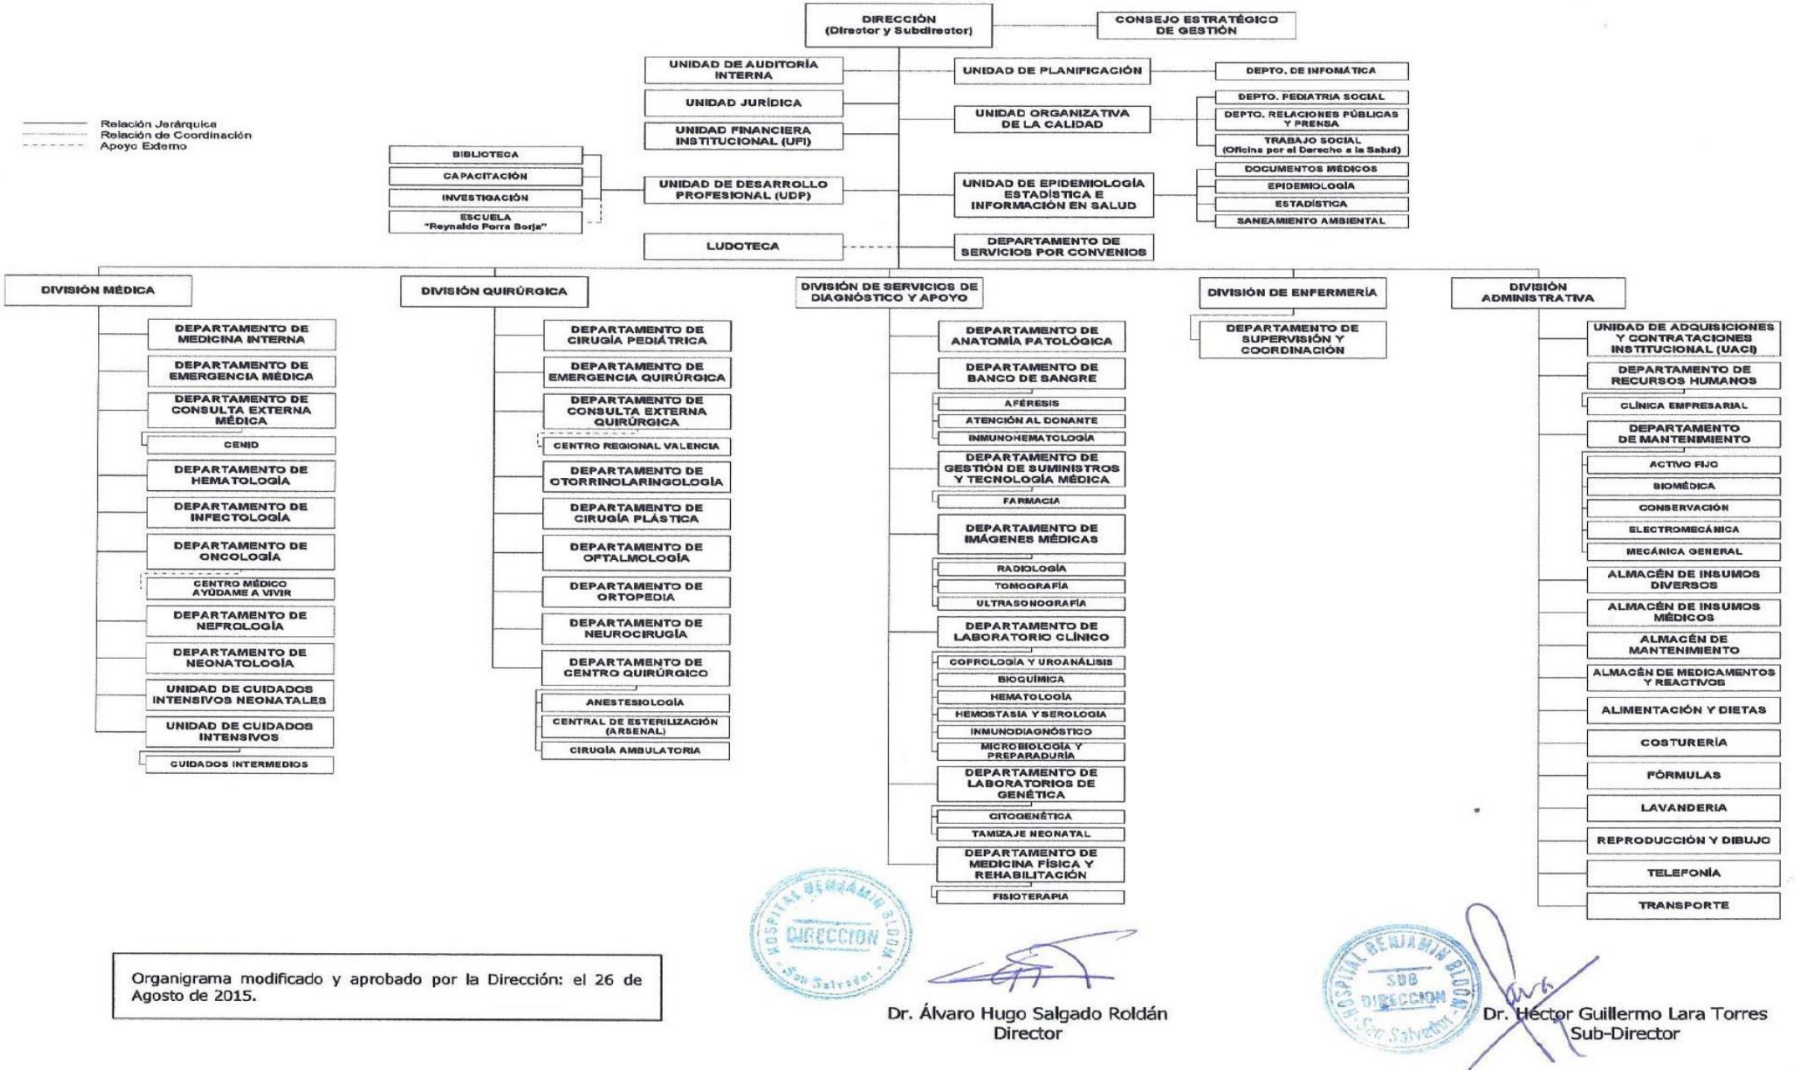 DIRECCIÓN
(Director y Subdirector)
CONSEJO ESTRATÉGICO
DE GESTIÓN
UNIDAD DE AUDITORÍA
INTERNA
UNIDAD DE PLANIFICACIÓN
DEPTO. DE INFOMÁTICA
UNIDAD JURÍDICA
UNIDAD ORGANIZATIVA
DE LA CALIDAD
DEPTO. PEDIATRIA SOCIAL
DEPTO. RELACIONES PÚBLICAS
Y PRENSA
TRABAJO SOCIAL
(Oficina por el Derecho a la Salud)
Relación Jerárquica
Relación de Coordinación
Apoyo Externo
UNIDAD FINANCIERA
INSTITUCIONAL (UFI)
BIBLIOTECA
CAPACITACIÓN
INVESTIGACIÓN
ESCUELA
"Reynaldo Porra Borja"
UNIDAD DE DESARROLLO
PROFESIONAL (UDP)
UNIDAD DE EPIDEMIOLOGÍA
ESTADÍSTICA E
INFORMACIÓN EN SALUD
DOCUMENTOS MÉDICOS
EPIDEMIOLOGÍA
ESTADÍSTICA
SANEAMIENTO AMBIENTAL
LUDOTECA
DEPARTAMENTO DE
SERVICIOS POR CONVENIOS
DIVISIÓN MÉDICA
DEPARTAMENTO DE
MEDICINA INTERNA
DEPARTAMENTO DE
EMERGENCIA MÉDICA
DEPARTAMENTO DE
CONSULTA EXTERNA
MÉDICA
CENID
DEPARTAMENTO DE
HEMATOLOGÍA
DEPARTAMENTO DE
INFECTOLOGÍA
DEPARTAMENTO DE
ONCOLOGÍA
CENTRO MÉDICO
AYÚDAME A VIVIR
DEPARTAMENTO DE
NEFROLOGÍA
DEPARTAMENTO DE
NEONATOLOGÍA
UNIDAD DE CUIDADOS
INTENSIVOS NEONATALES
UNIDAD DE CUIDADOS
INTENSIVOS
CUIDADOS INTERMEDIOS
DIVISIÓN QUIRÚRGICA
DEPARTAMENTO DE
CIRUGÍA PEDIÁTRICA
DEPARTAMENTO DE
EMERGENCIA QUIRÚRGICA
DEPARTAMENTO DE
CONSULTA EXTERNA
QUIRÚRGICA
CENTRO REGIONAL VALENCIA
DEPARTAMENTO DE
OTORRINOLARINGOLOGÍA
DEPARTAMENTO DE
CIRUGÍA PLÁSTICA
DEPARTAMENTO DE
OFTALMOLOGÍA
DEPARTAMENTO DE
ORTOPEDIA
DEPARTAMENTO DE
NEUROCIRUGÍA
DEPARTAMENTO DE
CENTRO QUIRÚRGICO
ANESTESIOLOGÍA
CENTRAL DE ESTERILIZACIÓN
(ARSENAL)
CIRUGÍA AMBULATORIA
DIVISIÓN DE SERVICIOS DE
DIAGNÓSTICO Y APOYO
DEPARTAMENTO DE
ANATOMÍA PATOLÓGICA
DEPARTAMENTO DE
BANCO DE SANGRE
AFÉRESIS
ATENCIÓN AL DONANTE
INMUNOHEMATOLOGÍA
DEPARTAMENTO DE
GESTIÓN DE SUMINISTROS
Y TECNOLOGÍA MÉDICA
FARMACIA
DEPARTAMENTO DE
IMÁGENES MÉDICAS
RADIOLOGÍA
TOMOGRAFÍA
ULTRASONOGRAFÍA
DEPARTAMENTO DE
LABORATORIO CLÍNICO
COPROLOGÍA Y UROANÁLISIS
BIOQUÍMICA
HEMATOLOGÍA
HEMOSTASIA Y SEROLOGIA
INMUNODIAGNÓSTICO
MICROBIOLOGÍA Y
PREPARADURÍA
DEPARTAMENTO DE
LABORATORIOS DE
GENÉTICA
CITOGENÉTICA
TAMIZAJE NEONATAL
DEPARTAMENTO DE
MEDICINA FÍSICA Y
REHABILITACIÓN
FISIOTERAPIA
DIVISIÓN DE ENFERMERÍA
DEPARTAMENTO DE
SUPERVISIÓN Y
COORDINACIÓN
DIVISIÓN
ADMINISTRATIVA
UNIDAD DE ADQUISICIONES
Y CONTRATACIONES
INSTITUCIONAL (UACI)
DEPARTAMENTO DE
RECURSOS HUMANOS
CLÍNICA EMPRESARIAL
DEPARTAMENTO
DE MANTENIMIENTO
ACTIVO FIJO
BIOMÉDICA
CONSERVACIÓN
ELECTROMECÁNICA
MECÁNICA GENERAL
ALMACÉN DE INSUMOS
DIVERSOS
ALMACÉN DE INSUMOS
MÉDICOS
ALMACÉN DE
MANTENIMIENTO
ALMACÉN DE MEDICAMENTOS
Y REACTIVOS
ALIMENTACIÓN Y DIETAS
COSTURERÍA
FÓRMULAS
LAVANDERIA
REPRODUCCIÓN Y DIBUJO
TELEFONÍA
TRANSPORTE
Organigrama modificado y aprobado por la Dirección: el 26 de
Agosto de 2015.
HOSPITAL BENJAMIN BLOOM
DIRECCION
San Salvador
Dr. Álvaro Hugo Salgado Roldán
Director
HOSPITAL BENJAMIN BLOOM
SUB
DIRECCION
San Salvador
Dr. Héctor Guillermo Lara Torres
Sub-Director